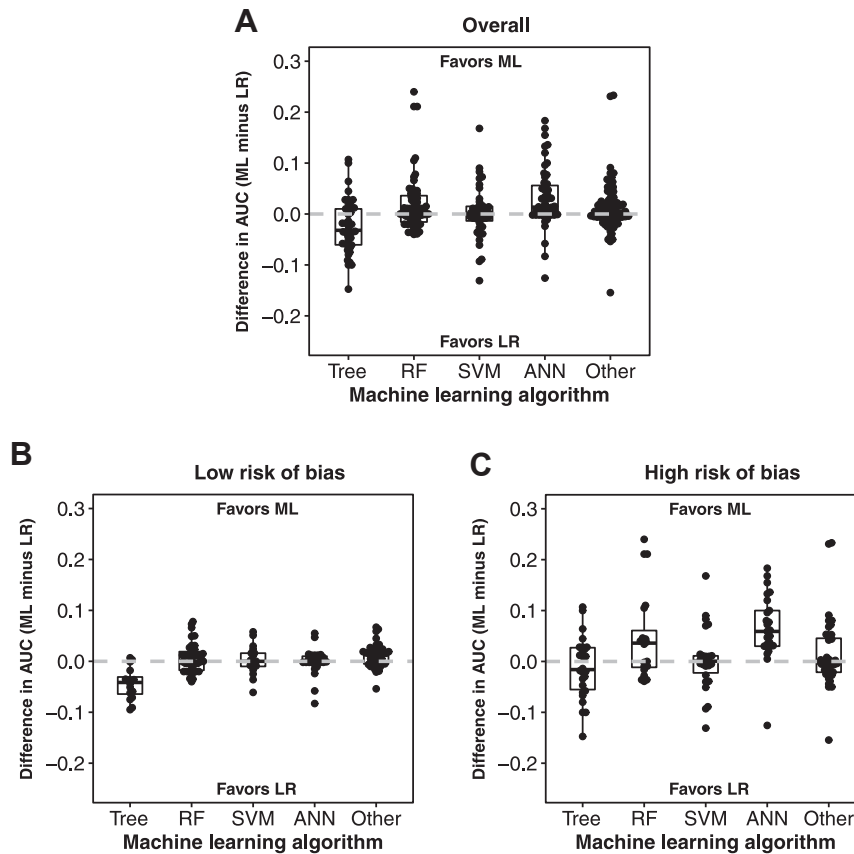 A
Overall
Difference in AUC (ML minus LR)
Favors ML
0.3
0.2
0.1
0.0
−0.1
−0.2
Favors LR
Tree RF SVM ANN Other
Machine learning algorithm
B
Low risk of bias
Difference in AUC (ML minus LR)
Favors ML
0.3
0.2
0.1
0.0
−0.1
−0.2
Favors LR
Tree RF SVM ANN Other
Machine learning algorithm
C
High risk of bias
Difference in AUC (ML minus LR)
Favors ML
0.3
0.2
0.1
0.0
−0.1
−0.2
Favors LR
Tree RF SVM ANN Other
Machine learning algorithm